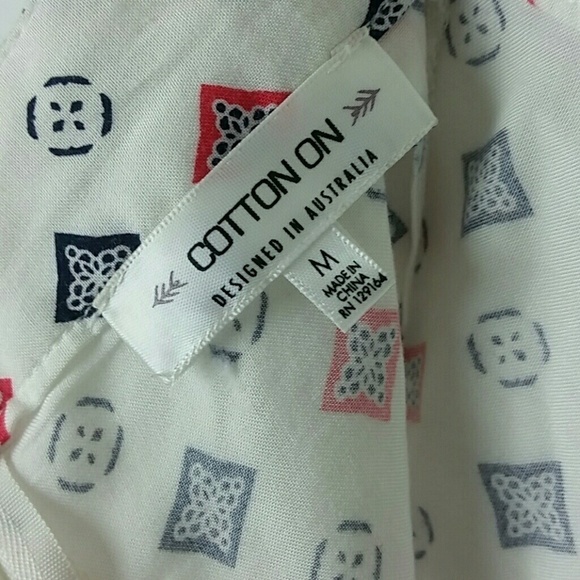 COTTON ON
DESIGNED IN AUSTRALIA
M
MADE IN
CHINA
RN 129164